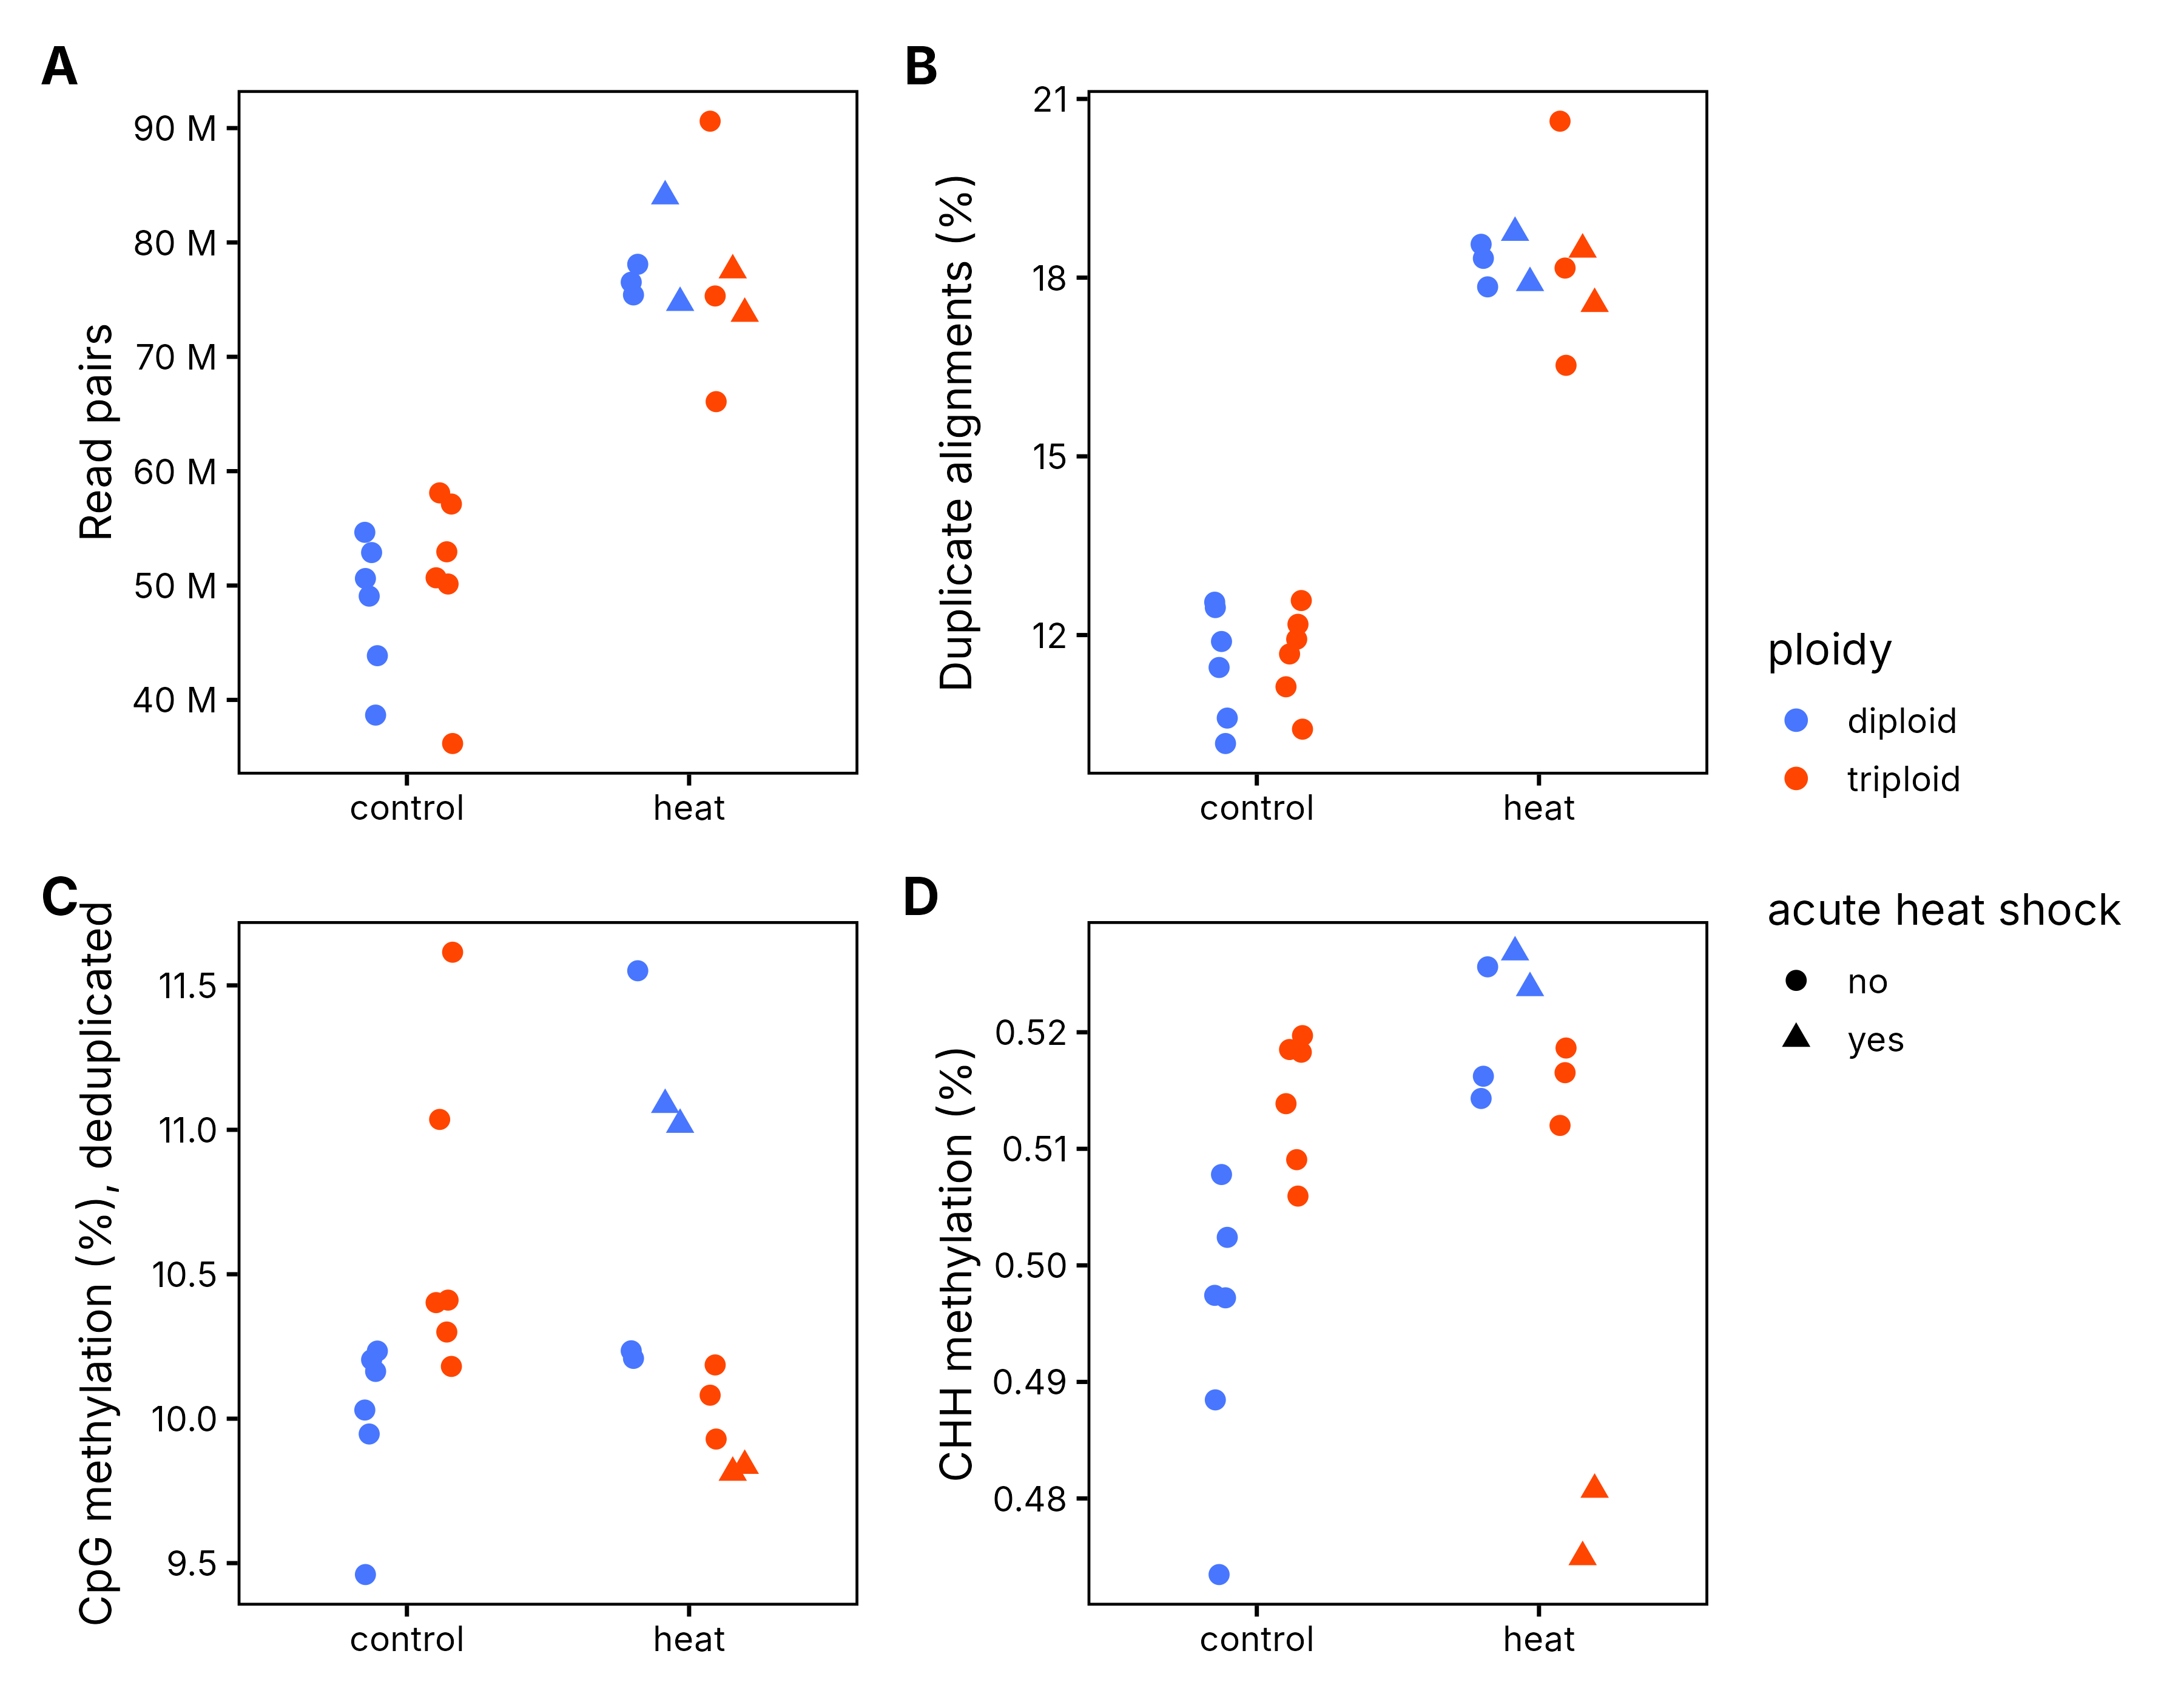 A
90 M
80 M
70 M
60 M
50 M
40 M
Read pairs
control
heat
B
21
18
15
12
Duplicate alignments (%)
control
heat
C
11.5
11.0
10.5
10.0
9.5
CpG methylation (%), deduplicated
control
heat
D
0.52
0.51
0.50
0.49
0.48
CHH methylation (%)
control
heat
ploidy
diploid
triploid
acute heat shock
no
yes